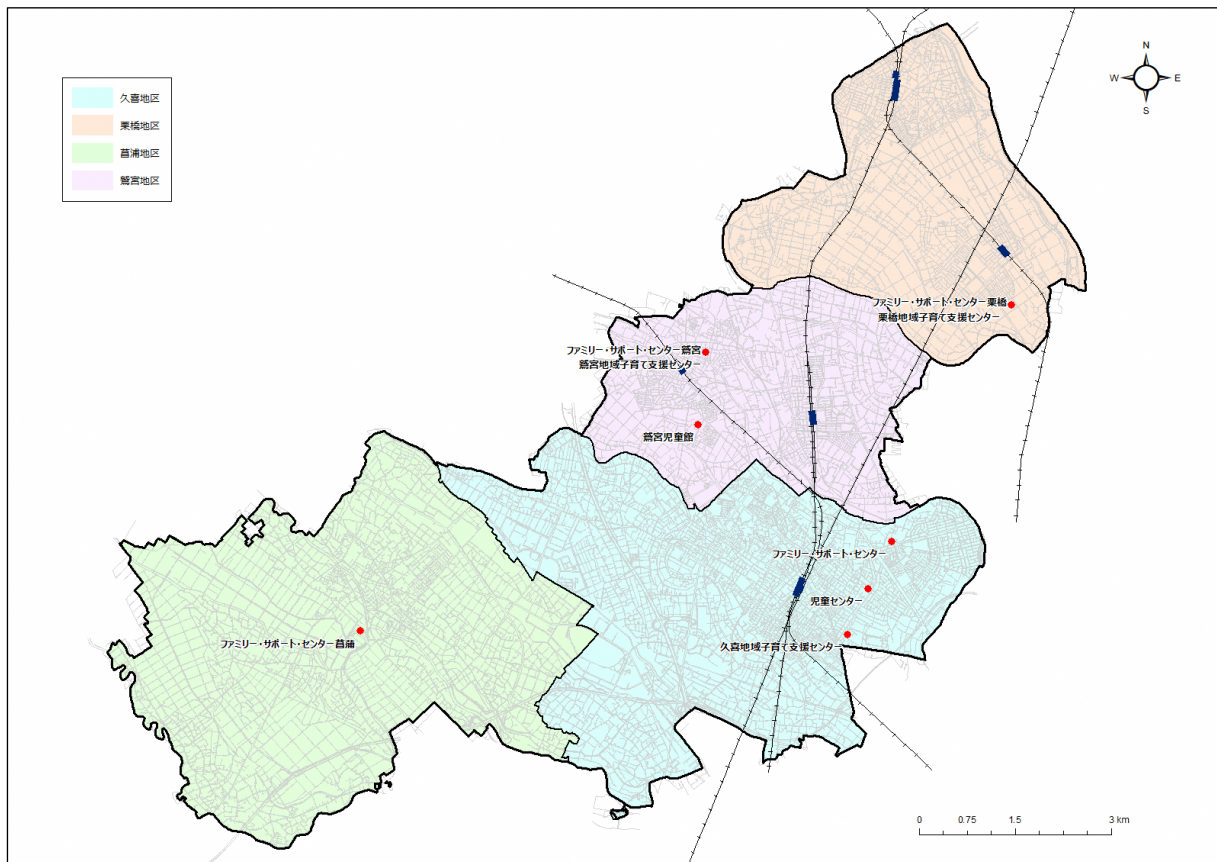 久喜地区
栗橋地区
菖浦地区
鷲宮地区
N
W
E
S
ファミリー・サポート・センター栗橋
栗橋地域子育て支援センター
ファミリー・サポート・センター鷲宮
鷲宮地域子育て支援センター
鷲宮児童館
ファミリー・サポート・センター
児童センター
久喜地域子育て支援センター
ファミリー・サポート・センター菖蒲
0 0.75 1.5 3 km